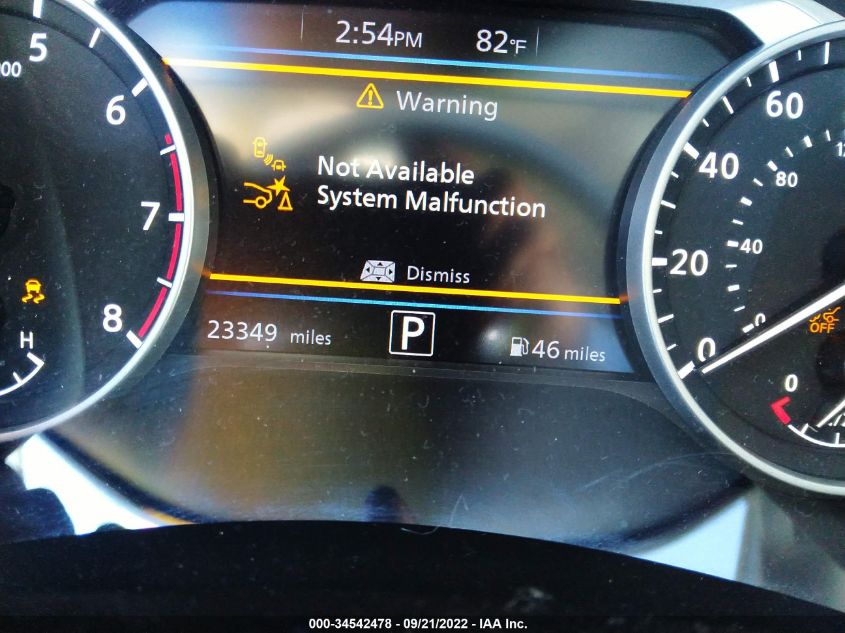 2:54PM 82°F
Warning
Not Available
System Malfunction
Dismiss
23349 miles
P
46 miles
5
6
7
8
H
60
40
20
0
80
40
0
OFF
0
000-34542478 - 09/21/2022 - IAA Inc.